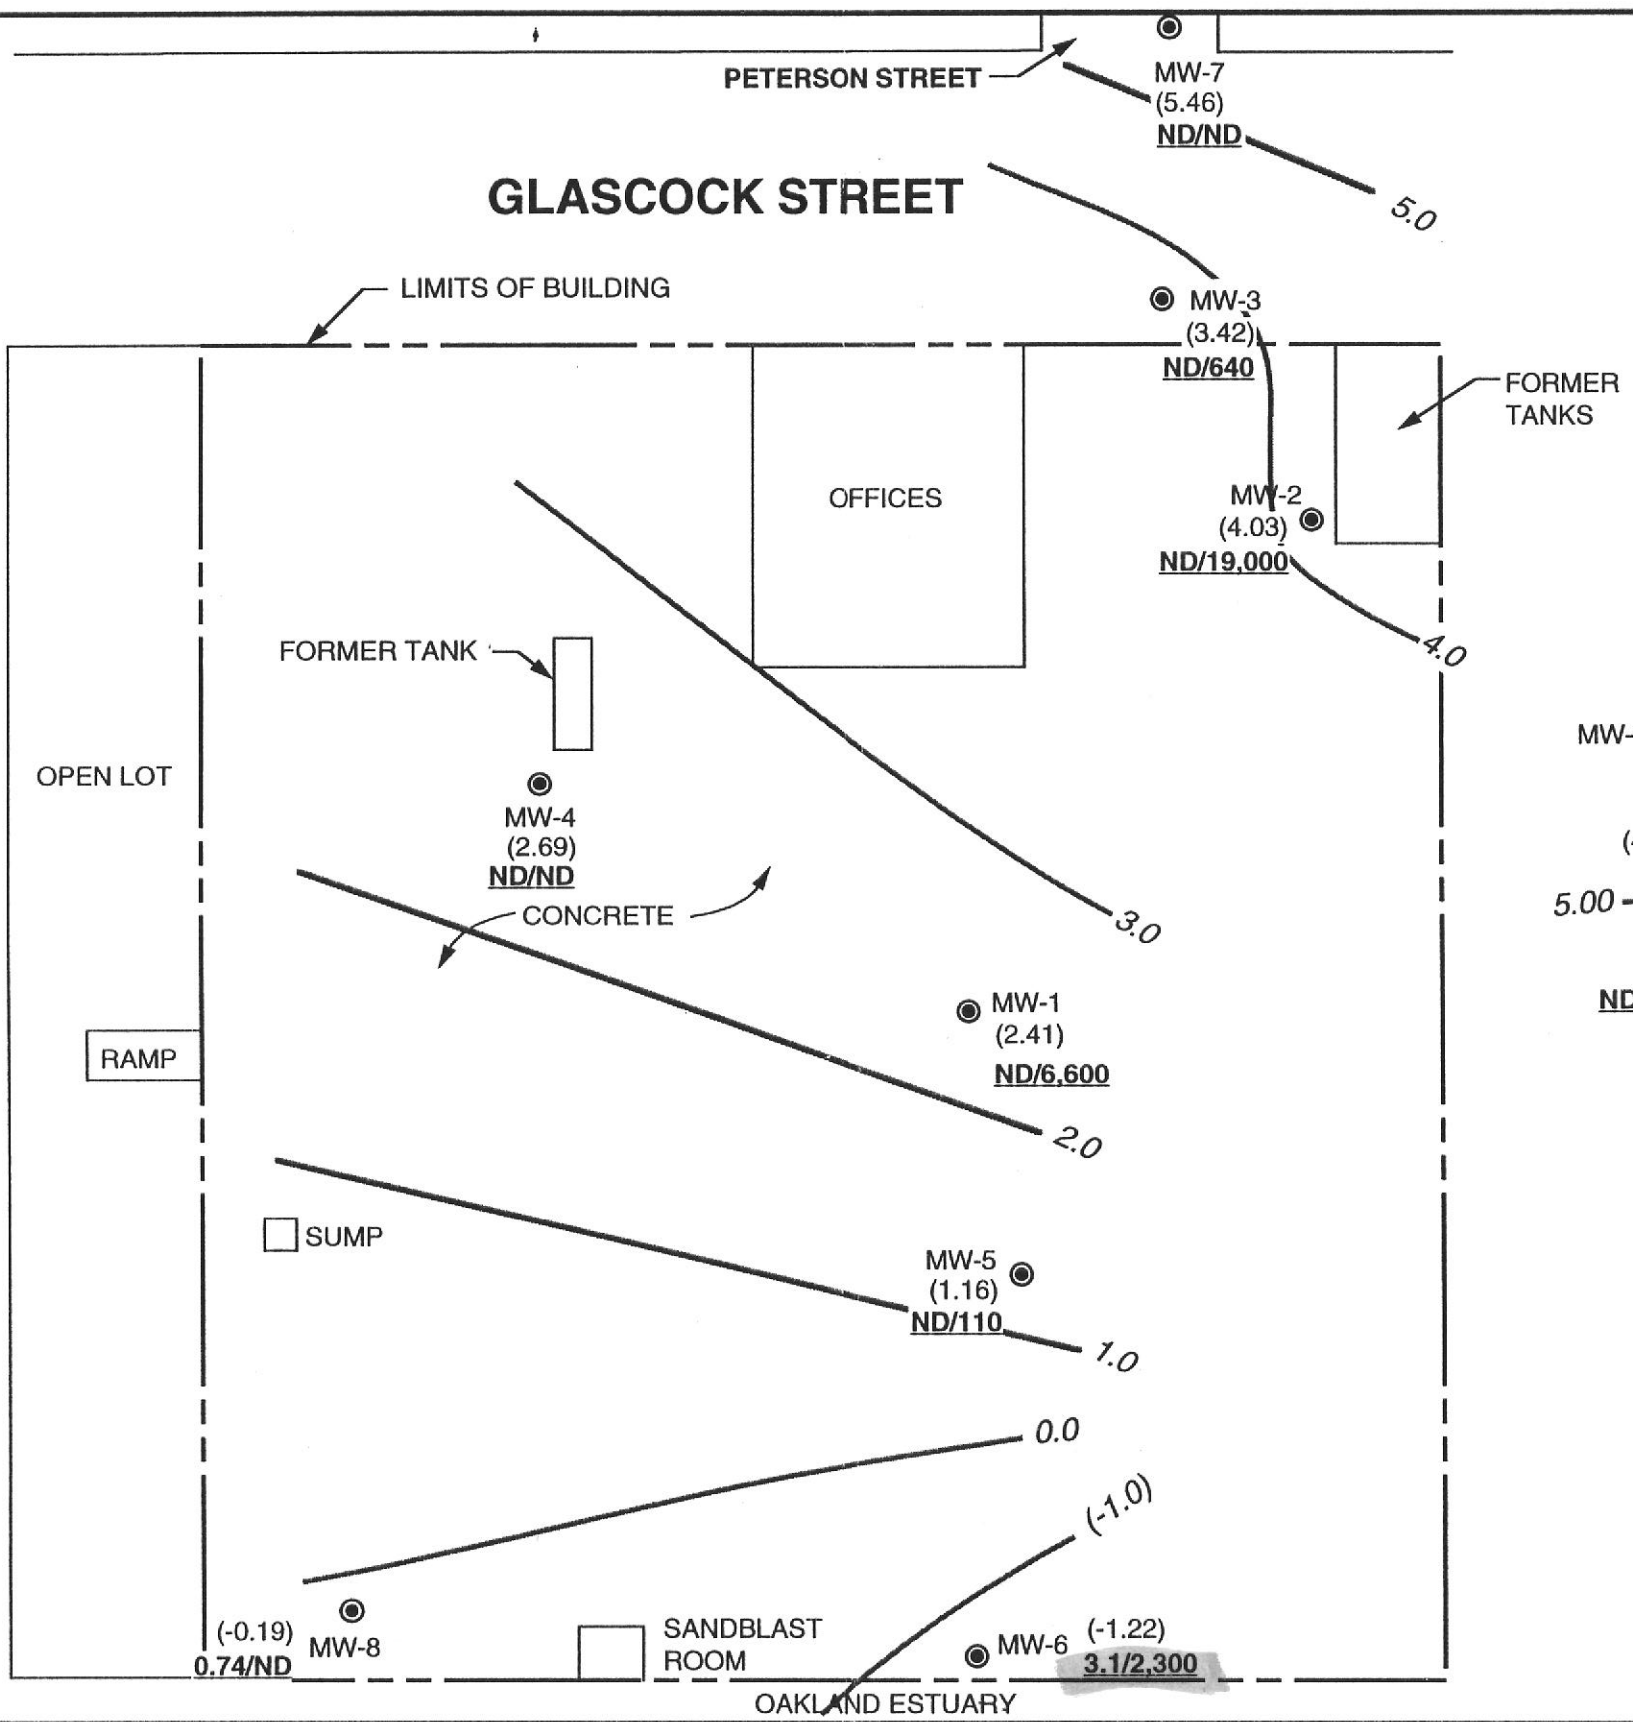 PETERSON STREET
MW-7
(5.46)
ND/ND
GLASCOCK STREET
5.0
LIMITS OF BUILDING
MW-3
(3.42)
ND/640
FORMER
TANKS
OFFICES
MW-2
(4.03)
ND/19,000
4.0
FORMER TANK
OPEN LOT
MW-
MW-4
(2.69)
ND/ND
5.00
CONCRETE
3.0
MW-1
(2.41)
ND/6,600
ND
RAMP
2.0
SUMP
MW-5
(1.16)
ND/110
1.0
0.0
(-1.0)
(-0.19)
MW-8
0.74/ND
SANDBLAST
ROOM
MW-6
(-1.22)
3.1/2,300
OAKLAND ESTUARY